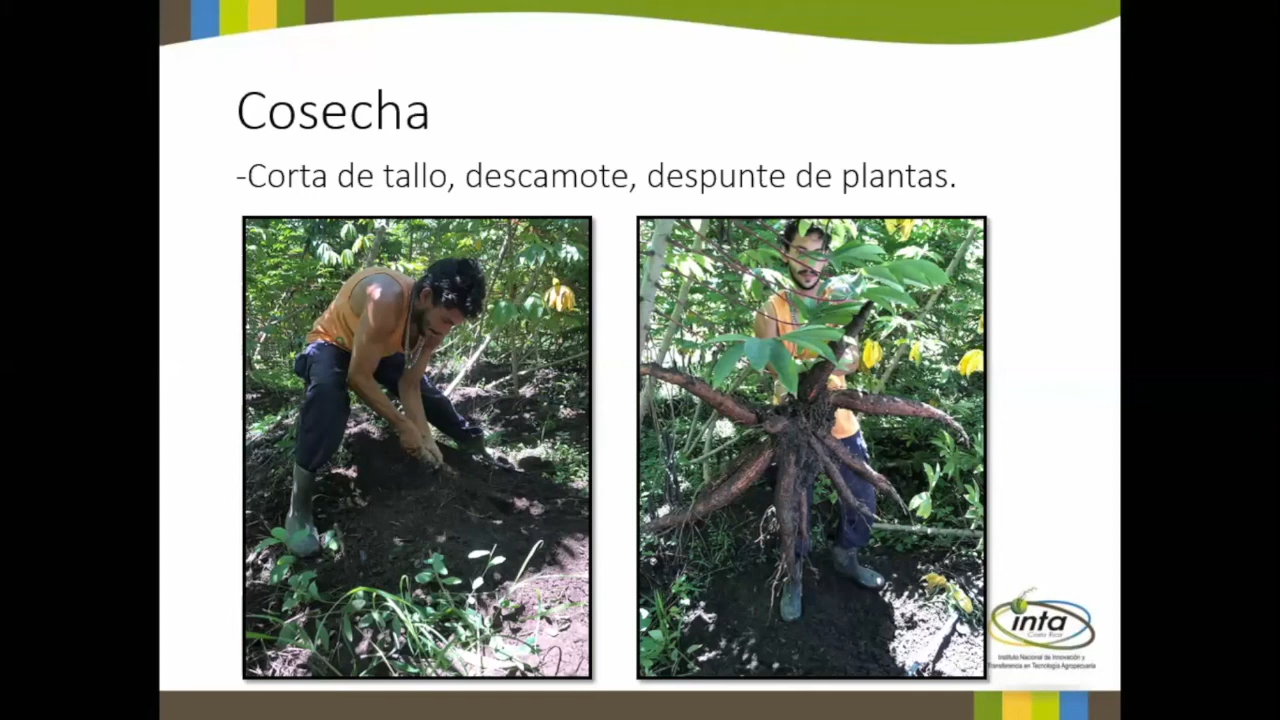 Cosecha
-Corta de tallo, descamote, despunte de plantas.
inta
Costa Rica
Instituto Nacional de Innovación y
Transferencia en Tecnología Agropecuaria